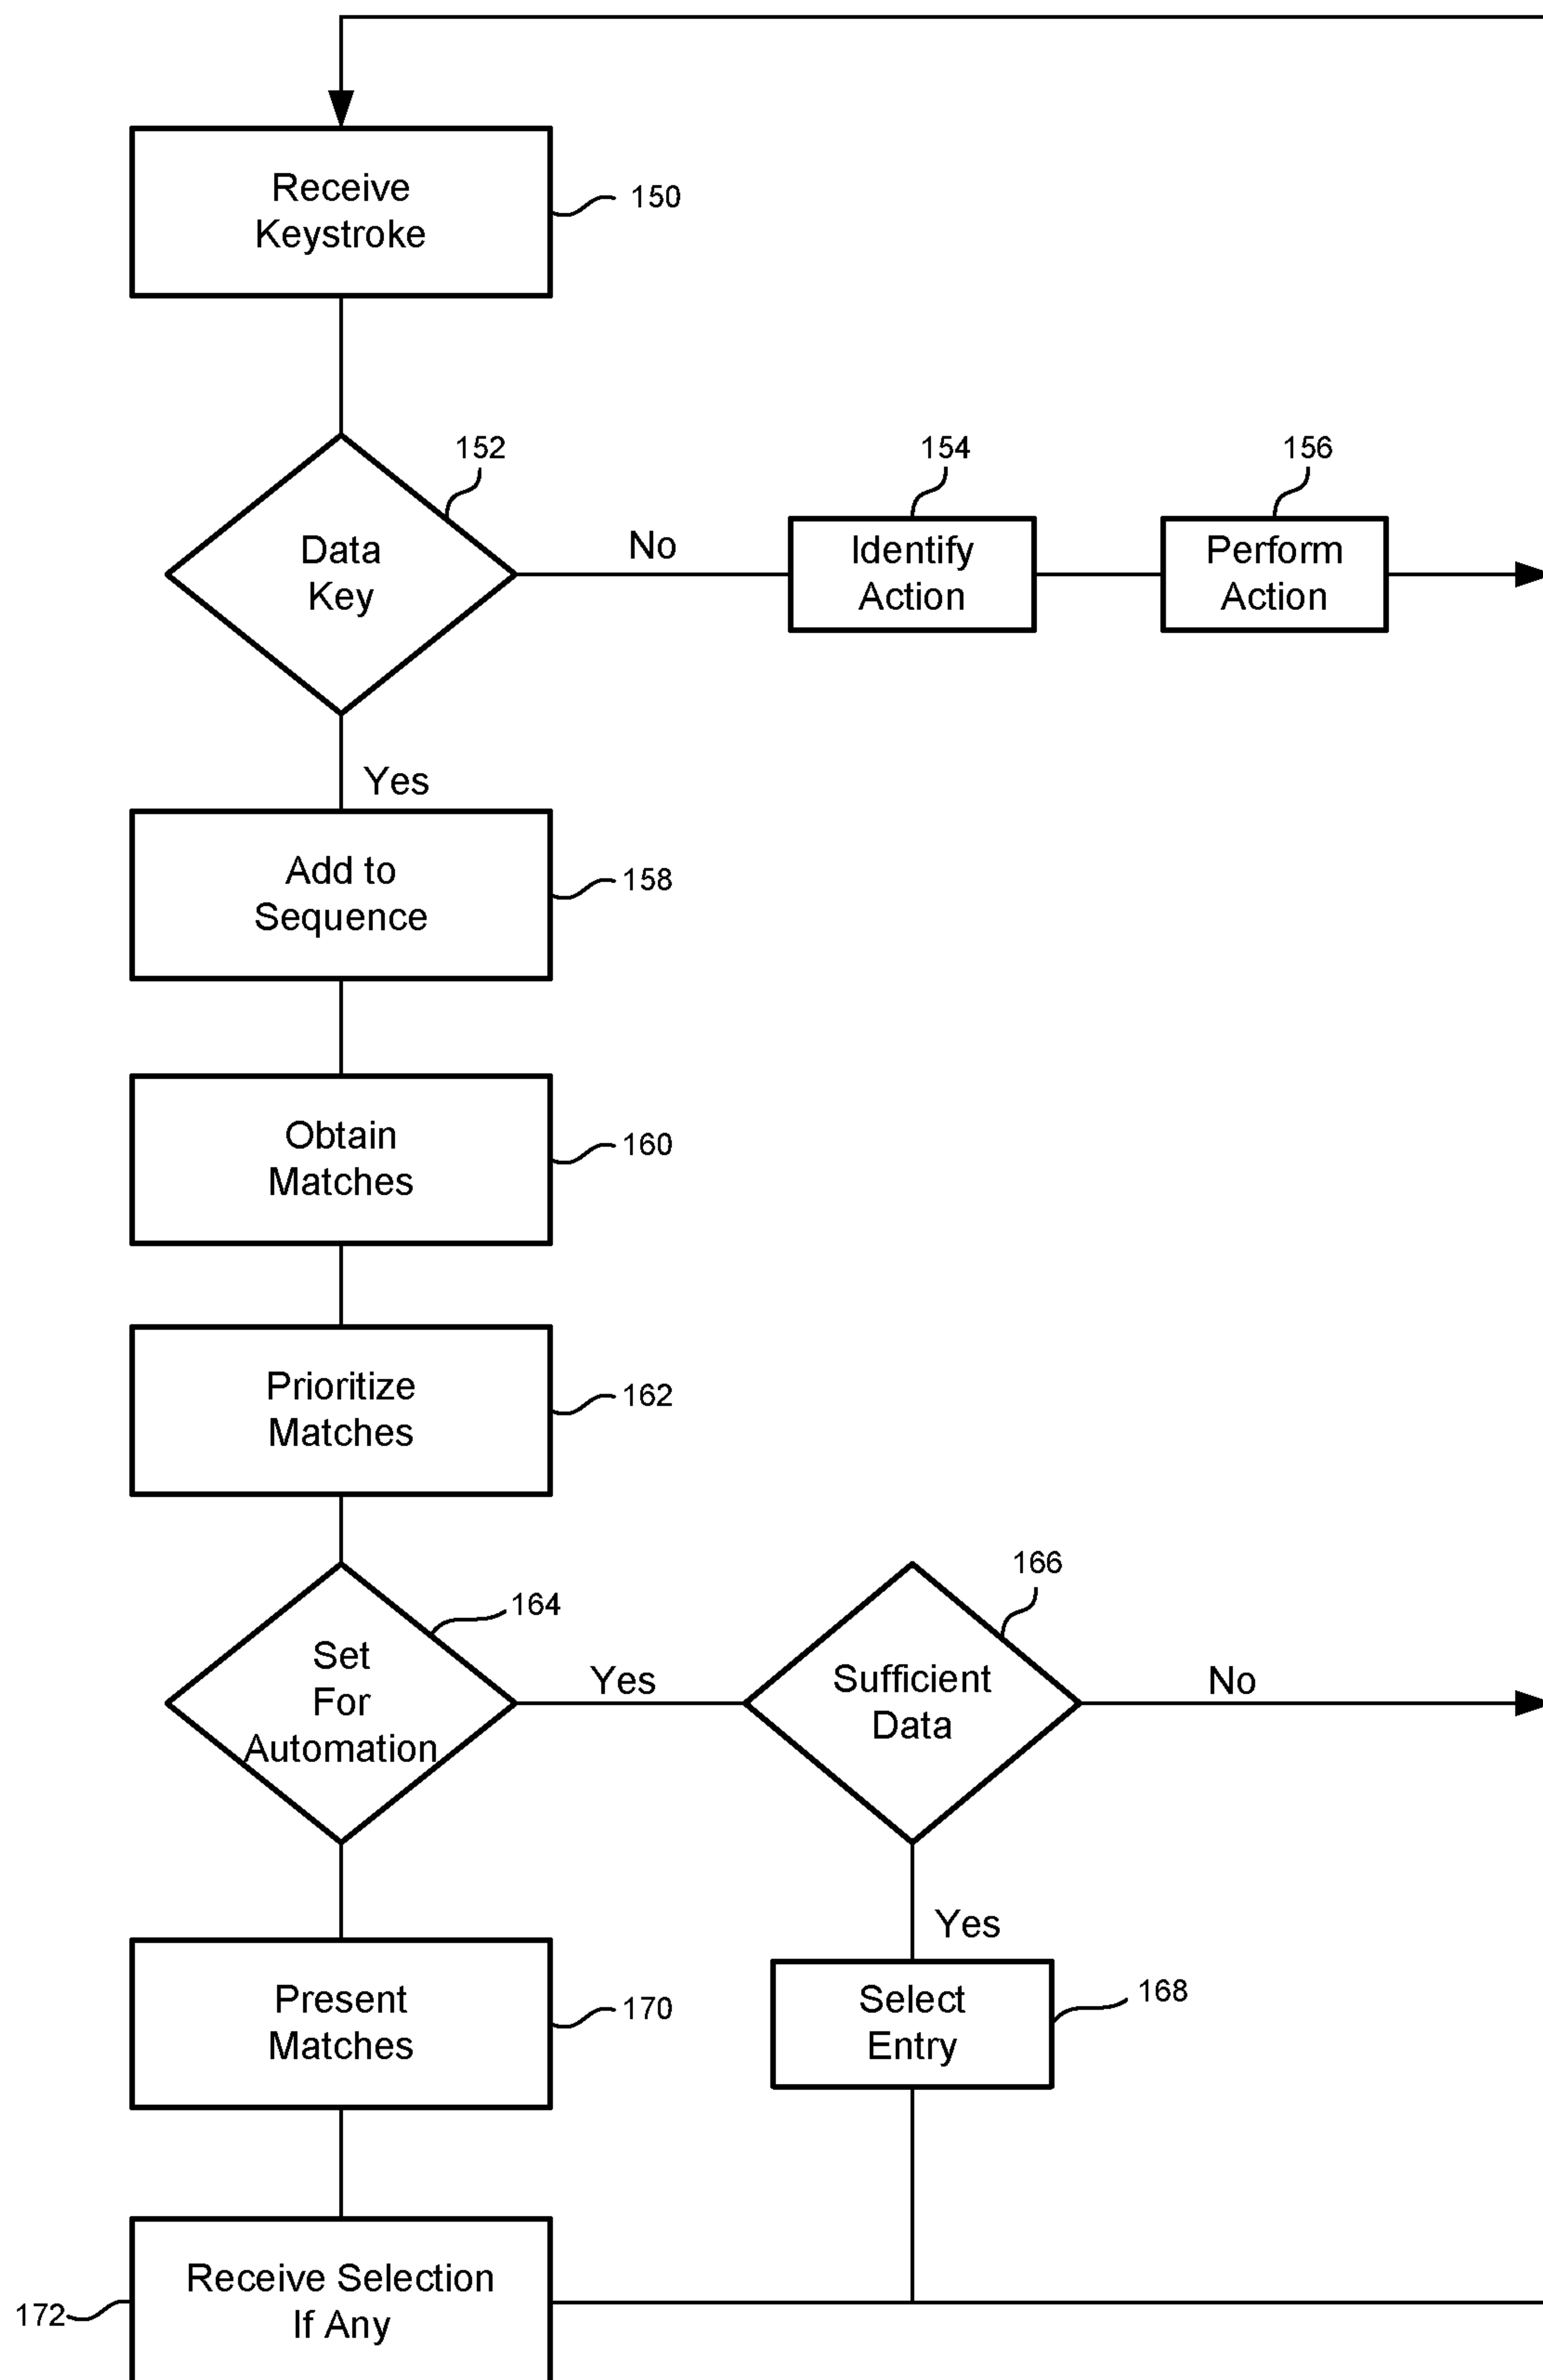 Receive
Keystroke
150
152
154
156
Data
Key
No
Identify
Action
Perform
Action
Yes
Add to
Sequence
158
Obtain
Matches
160
Prioritize
Matches
162
164
166
Set
For
Automation
Yes
Sufficient
Data
No
Yes
Present
Matches
170
Select
Entry
168
Receive Selection
If Any
172